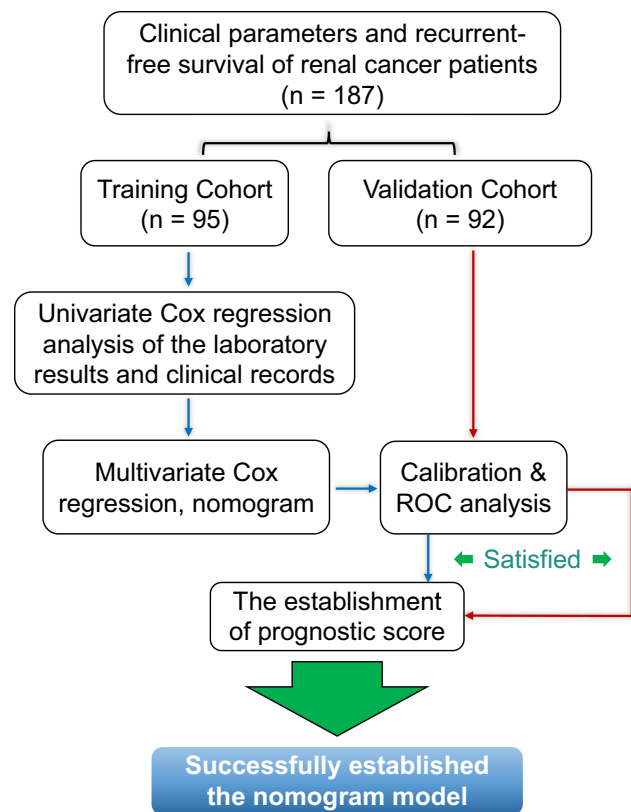 Clinical parameters and recurrent-
free survival of renal cancer patients
(n = 187)
Training Cohort
(n = 95)
Validation Cohort
(n = 92)
Univariate Cox regression
analysis of the laboratory
results and clinical records
Multivariate Cox
regression, nomogram
Calibration &
ROC analysis
Satisfied
The establishment
of prognostic score
Successfully established
the nomogram model